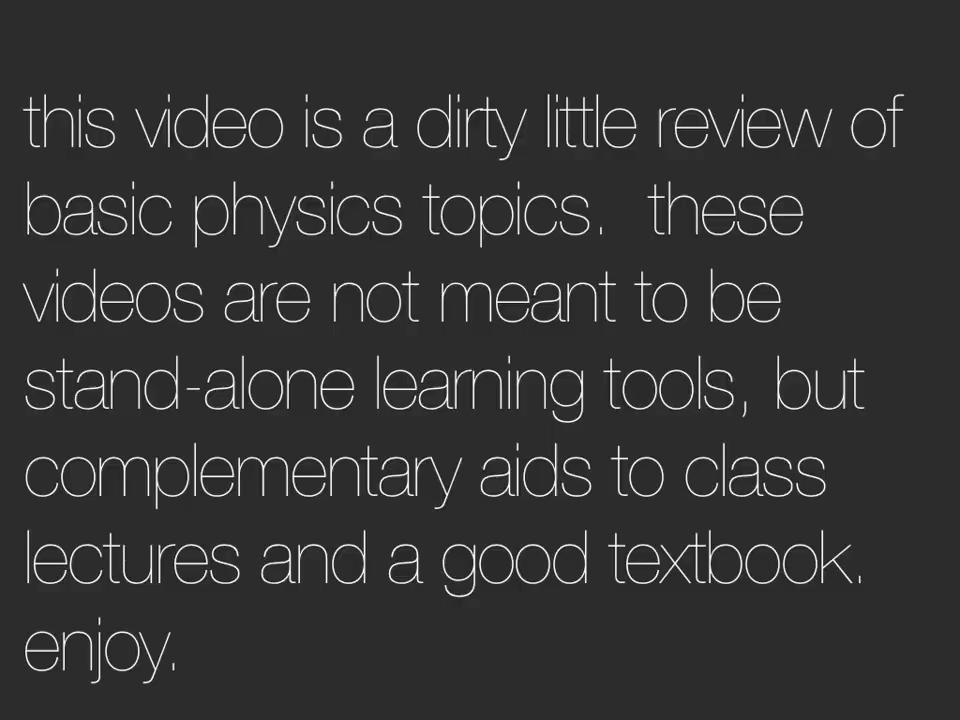 this video is a dirty little review of
basic physics topics.  these
videos are not meant to be
stand-alone learning tools, but
complementary aids to class
lectures and a good textbook.
enjoy.